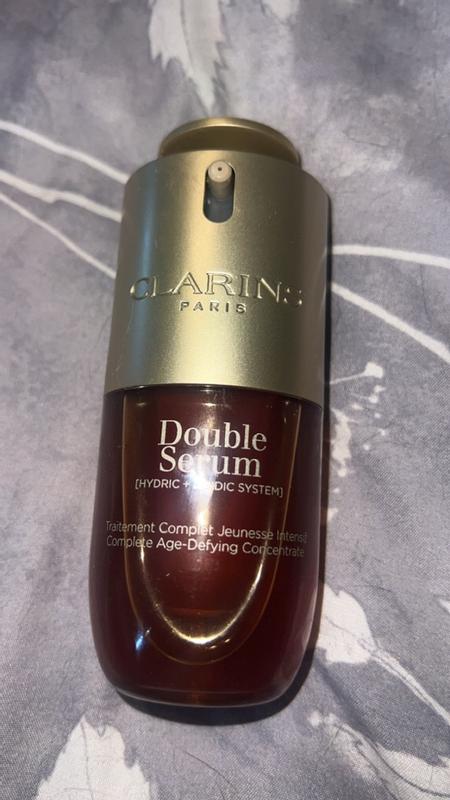 CLARINS
PARIS
Double
Serum
[HYDRIC + SYSTEM]
Traitement Complet Jeunesse Intensif
Complete Age-Defying Concentrate